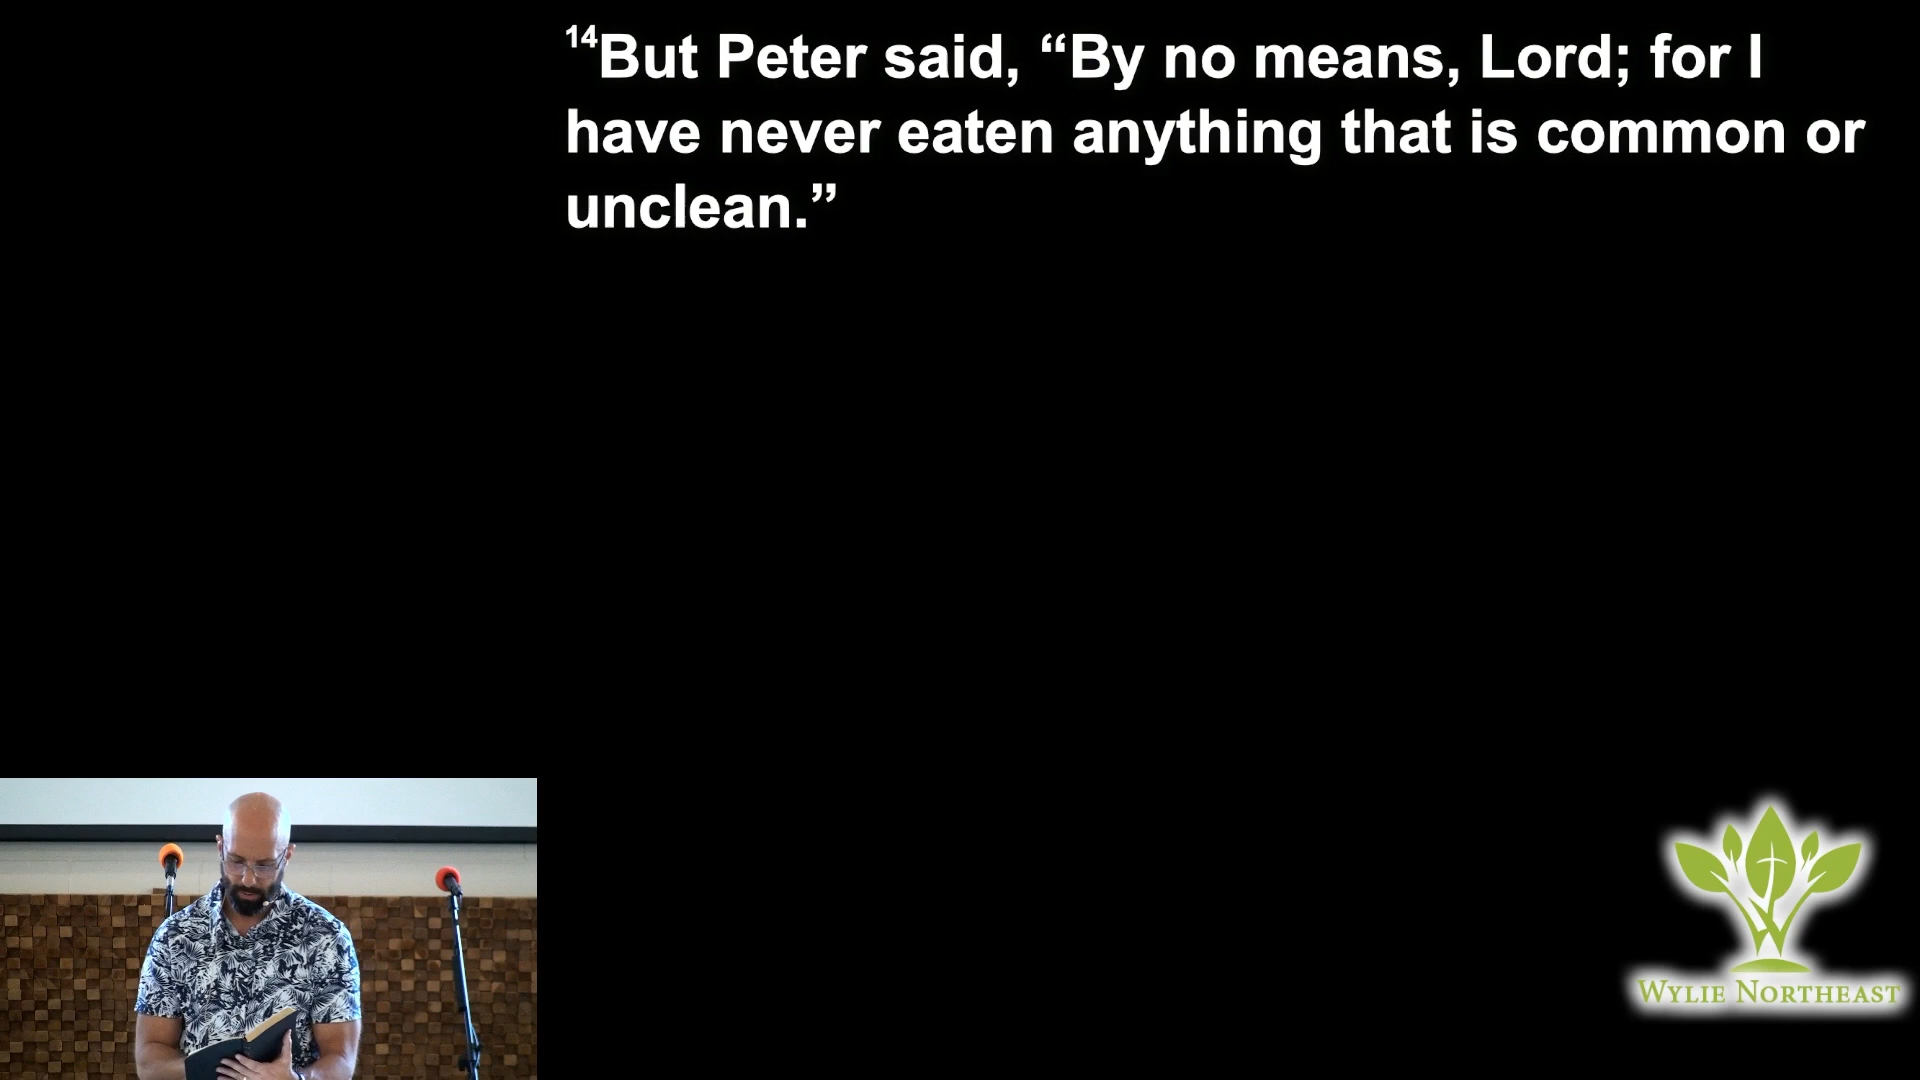 14But Peter said, “By no means, Lord; for I
have never eaten anything that is common or
unclean.”
WYLIE NORTHEAST